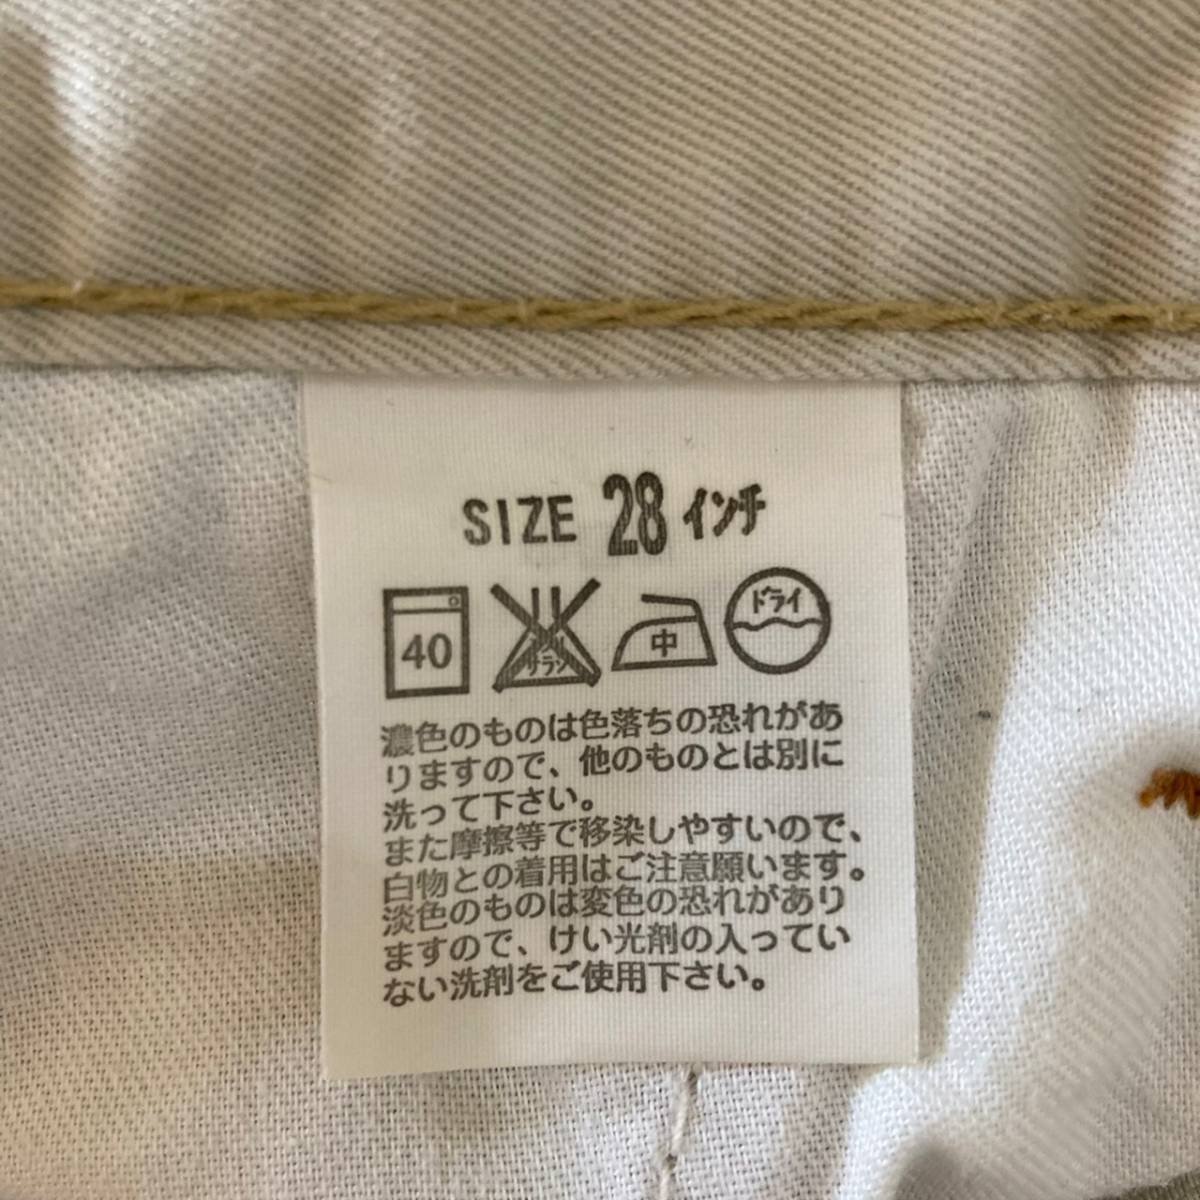 SIZE 28 インチ
40 エンソサラシ 中 ドライ
濃色のものは色落ちの恐れがあ
りますので、他のものとは別に
洗って下さい。
また摩擦等で移染しやすいので、
白物との着用はご注意願います。
淡色のものは変色の恐れがあり
ますので、けい光剤の入ってい
ない洗剤をご使用下さい。